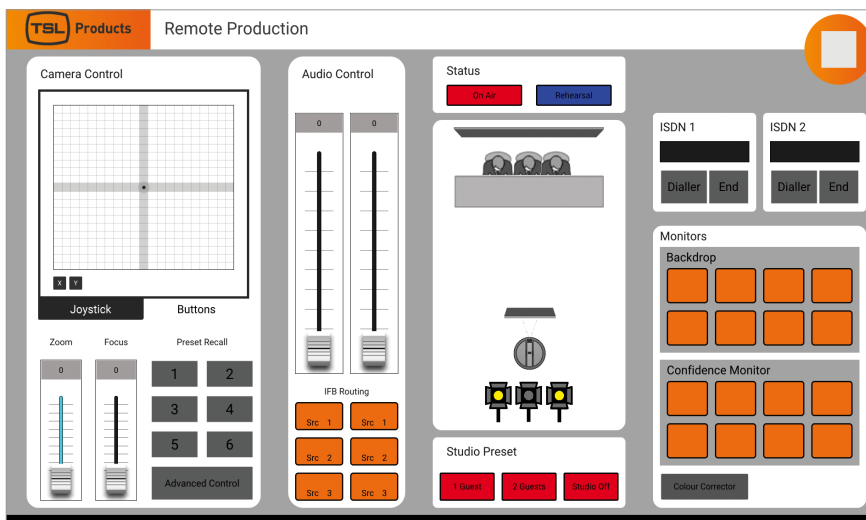 TSL Products
Remote Production
Camera Control
X Y
Joystick Buttons
Zoom Focus Preset Recall
0 0
1 2
3 4
5 6
Advanced Control
Audio Control
0 0
IFB Routing
Src 1 Src 1
Src 2 Src 2
Src 3 Src 3
Status
On Air Rehearsal
Studio Preset
1 Guest 2 Guests Studio Off
ISDN 1 ISDN 2
Dialler End Dialler End
Monitors
Backdrop
Confidence Monitor
Colour Corrector